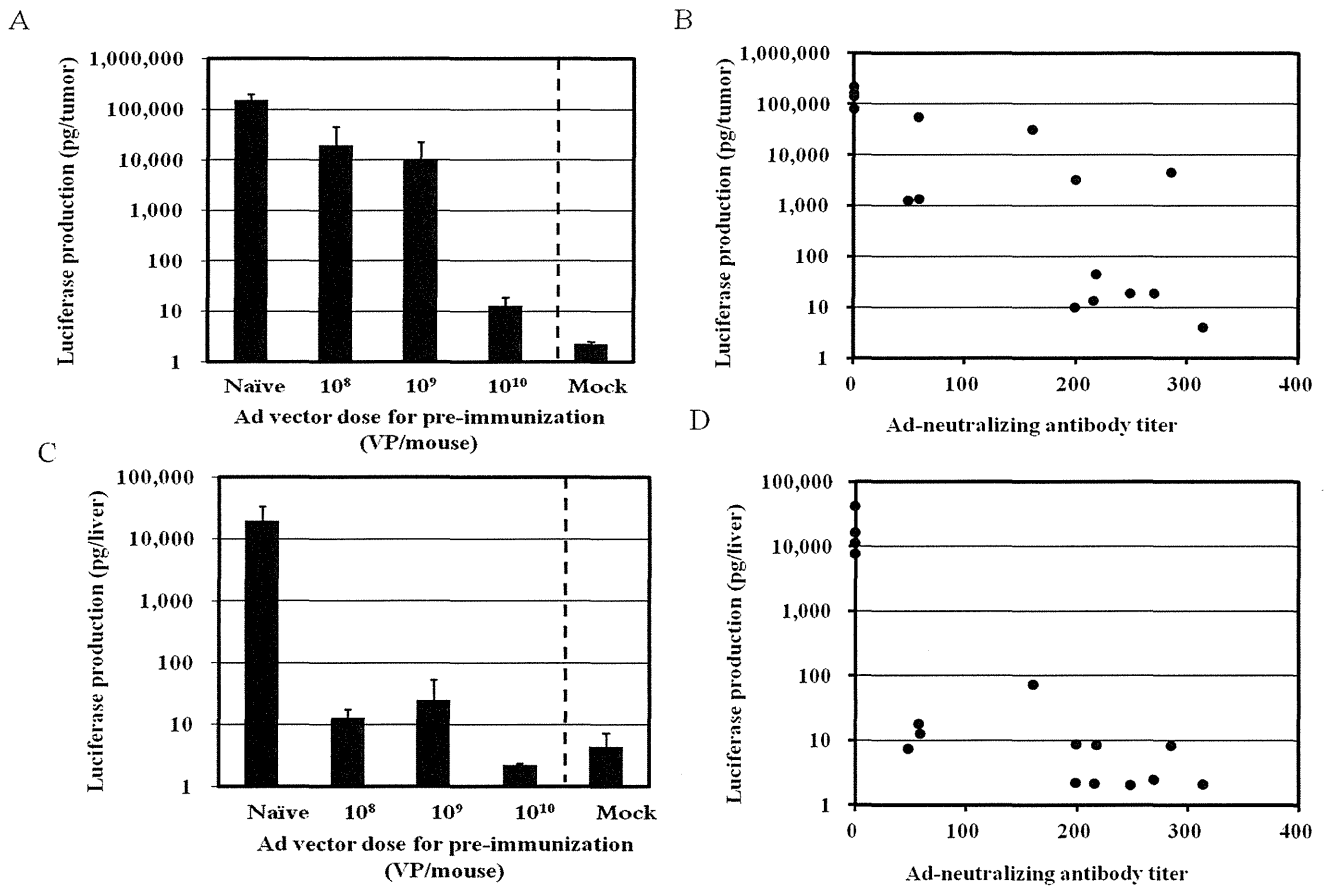 A
Luciferase production (pg/tumor)
1,000,000
100,000
10,000
1,000
100
10
1
Naïve 10⁸ 10⁹ 10¹⁰ Mock
Ad vector dose for pre-immunization
(VP/mouse)
B
Luciferase production (pg/tumor)
1,000,000
100,000
10,000
1,000
100
10
1
0 100 200 300 400
Ad-neutralizing antibody titer
C
Luciferase production (pg/liver)
100,000
10,000
1,000
100
10
1
Naïve 10⁸ 10⁹ 10¹⁰ Mock
Ad vector dose for pre-immunization
(VP/mouse)
D
Luciferase production (pg/liver)
100,000
10,000
1,000
100
10
1
0 100 200 300 400
Ad-neutralizing antibody titer